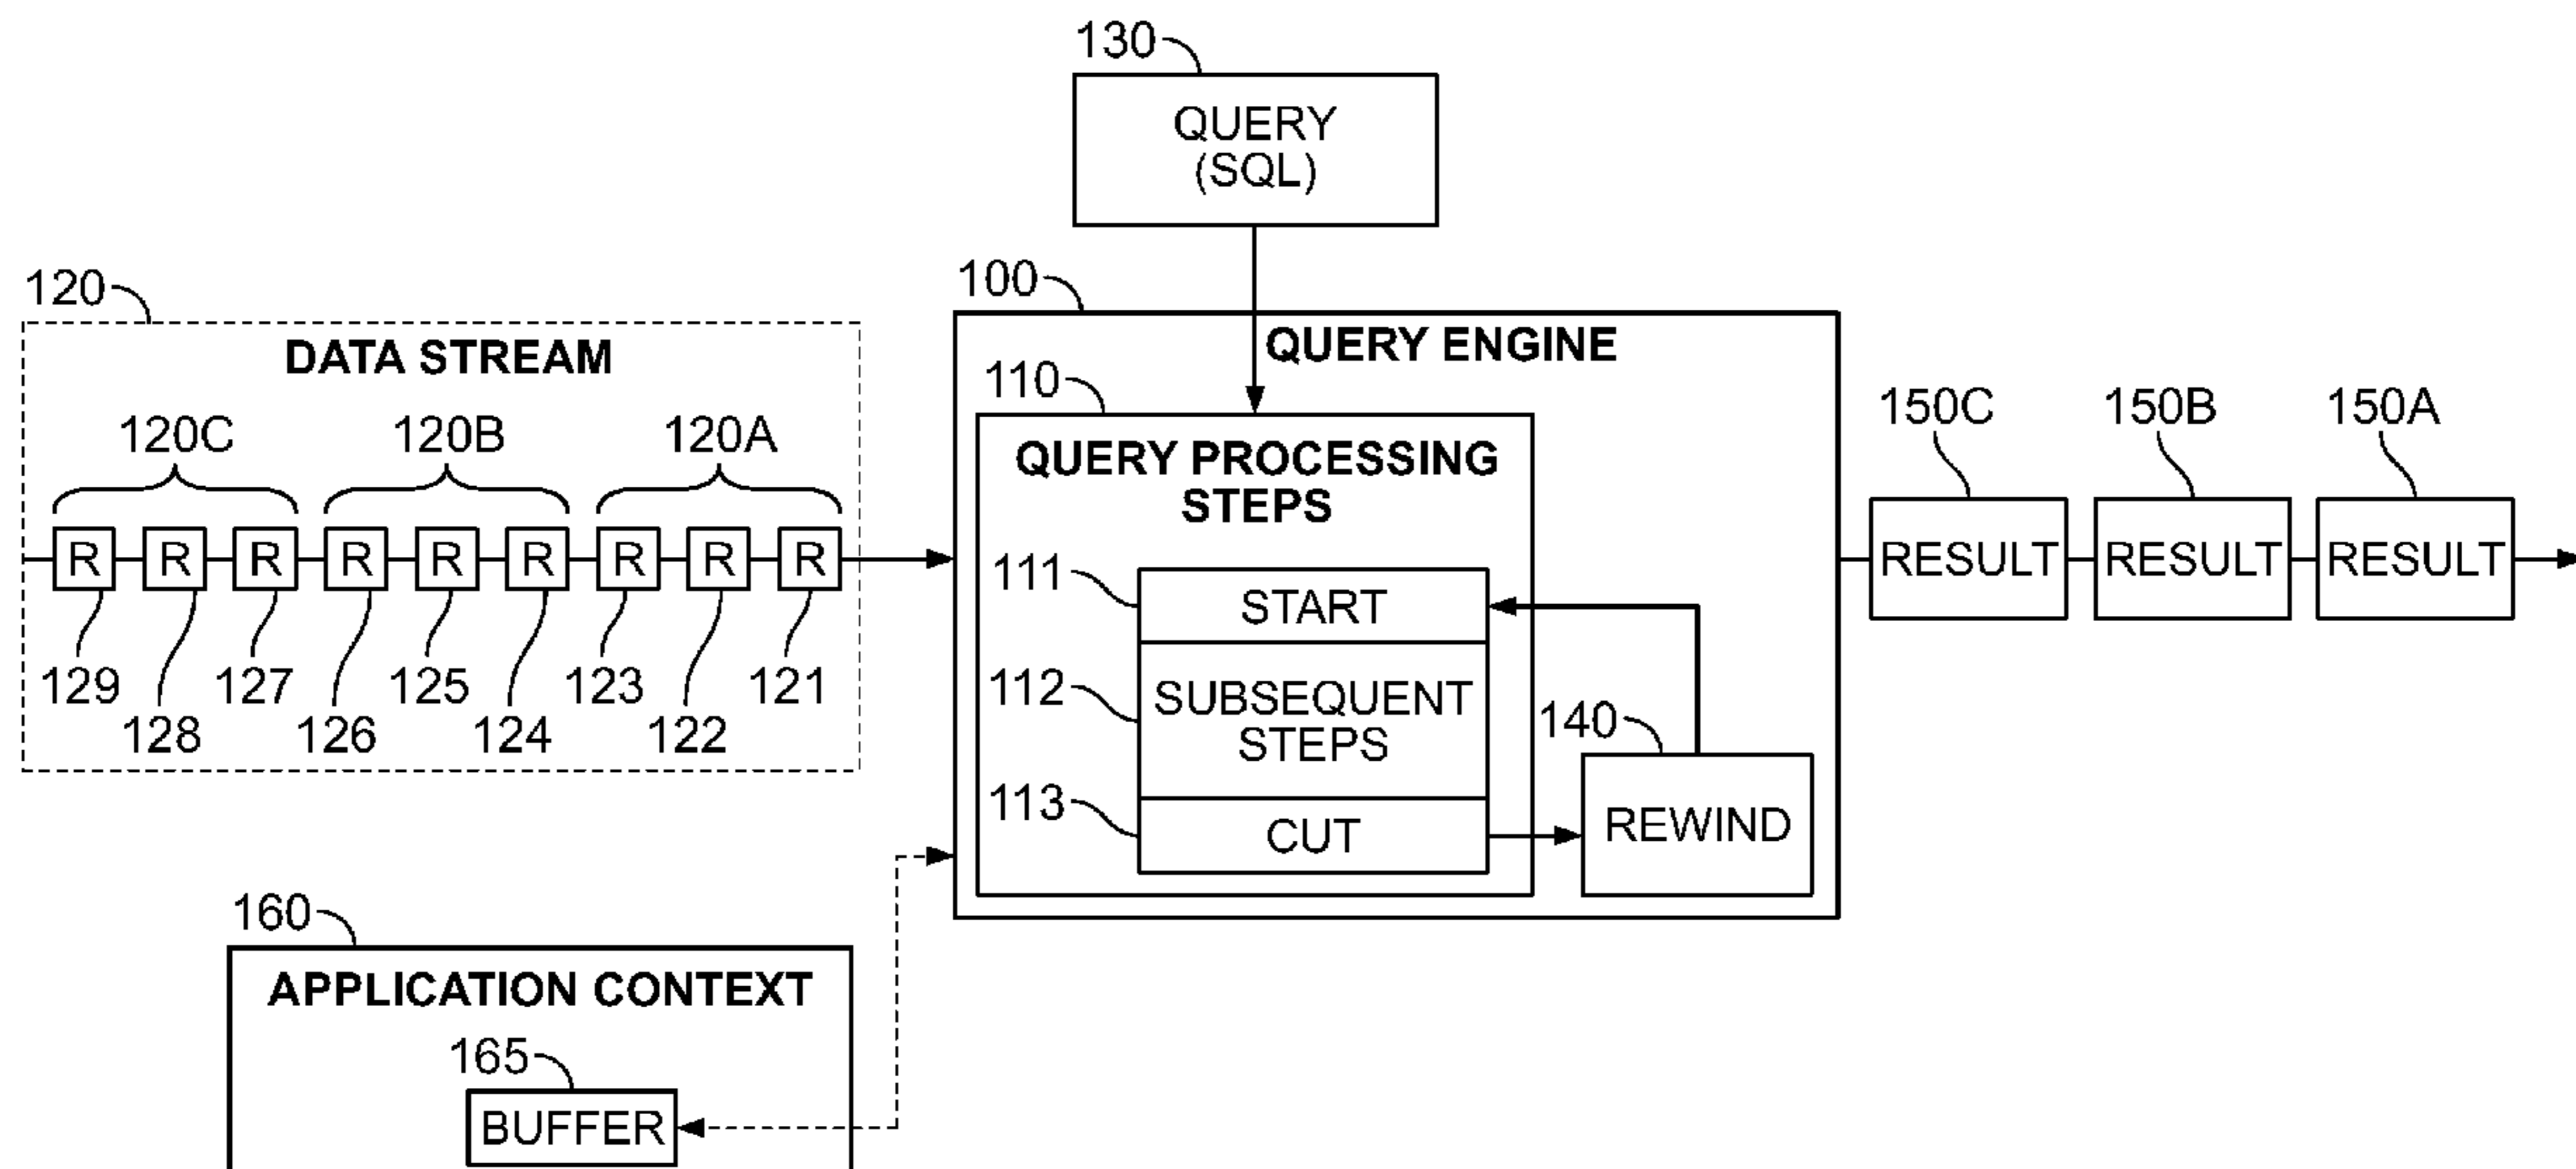 130
QUERY
(SQL)
120
100
DATA STREAM
QUERY ENGINE
110
120C 120B 120A
150C 150B 150A
QUERY PROCESSING
STEPS
R R R R R R R R R
RESULT RESULT RESULT
111
START
129 127 125 123 121
128 126 124 122
112
SUBSEQUENT
STEPS
140
113
CUT
REWIND
160
APPLICATION CONTEXT
165
BUFFER